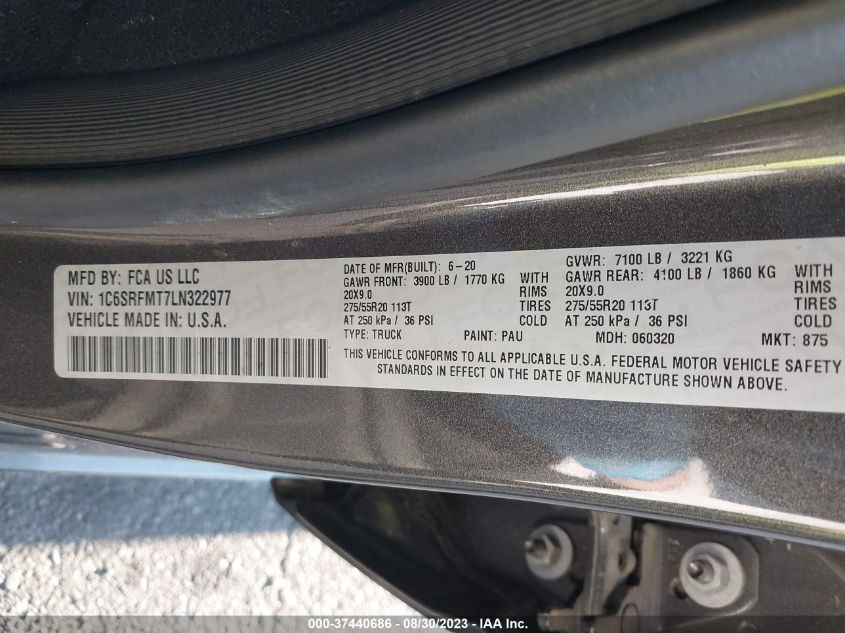 MFD BY: FCA US LLC
VIN: 1C6SRFMT7LN322977
VEHICLE MADE IN: U.S.A.
DATE OF MFR(BUILT): 6-20
GAWR FRONT: 3900 LB / 1770 KG WITH
20X9.0 RIMS
275/55R20 113T TIRES
AT 250 kPa / 36 PSI COLD
TYPE: TRUCK PAINT: PAU
GVWR: 7100 LB / 3221 KG
GAWR REAR: 4100 LB / 1860 KG WITH
20X9.0 RIMS
275/55R20 113T TIRES
AT 250 kPa / 36 PSI COLD
MDH: 060320 MKT: 875
THIS VEHICLE CONFORMS TO ALL APPLICABLE U.S.A. FEDERAL MOTOR VEHICLE SAFETY
STANDARDS IN EFFECT ON THE DATE OF MANUFACTURE SHOWN ABOVE.
000-37440686 - 08/30/2023 - IAA Inc.